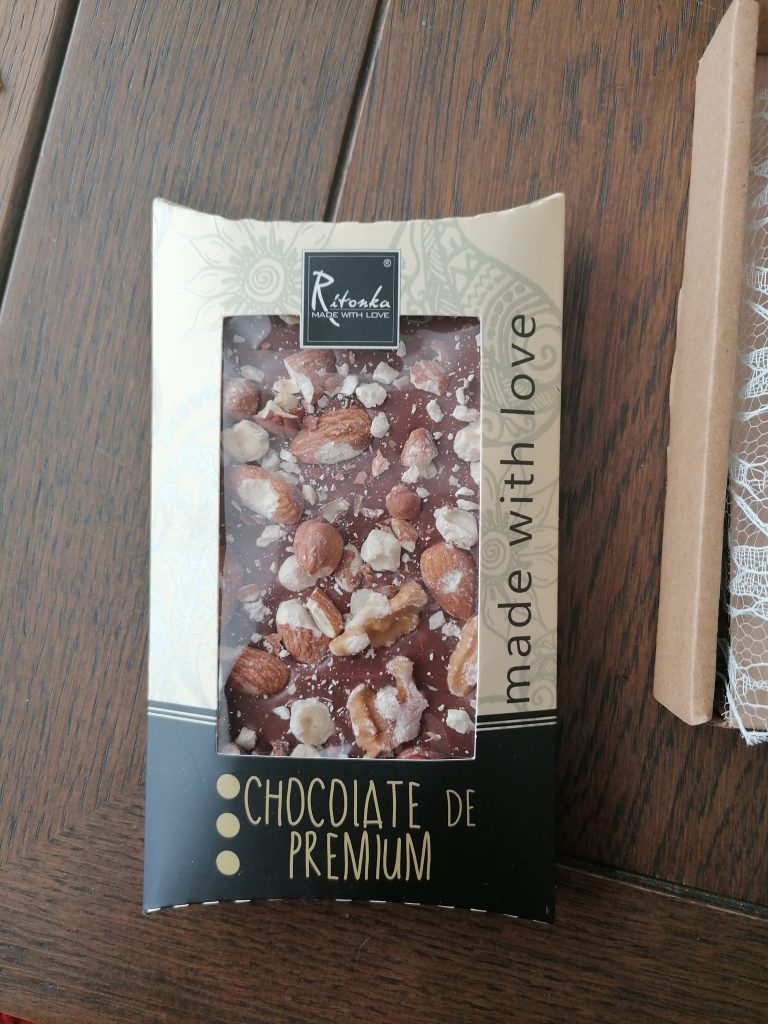 Ritonka
®
MADE WITH LOVE
made with love
CHOCOLATE DE
PREMIUM